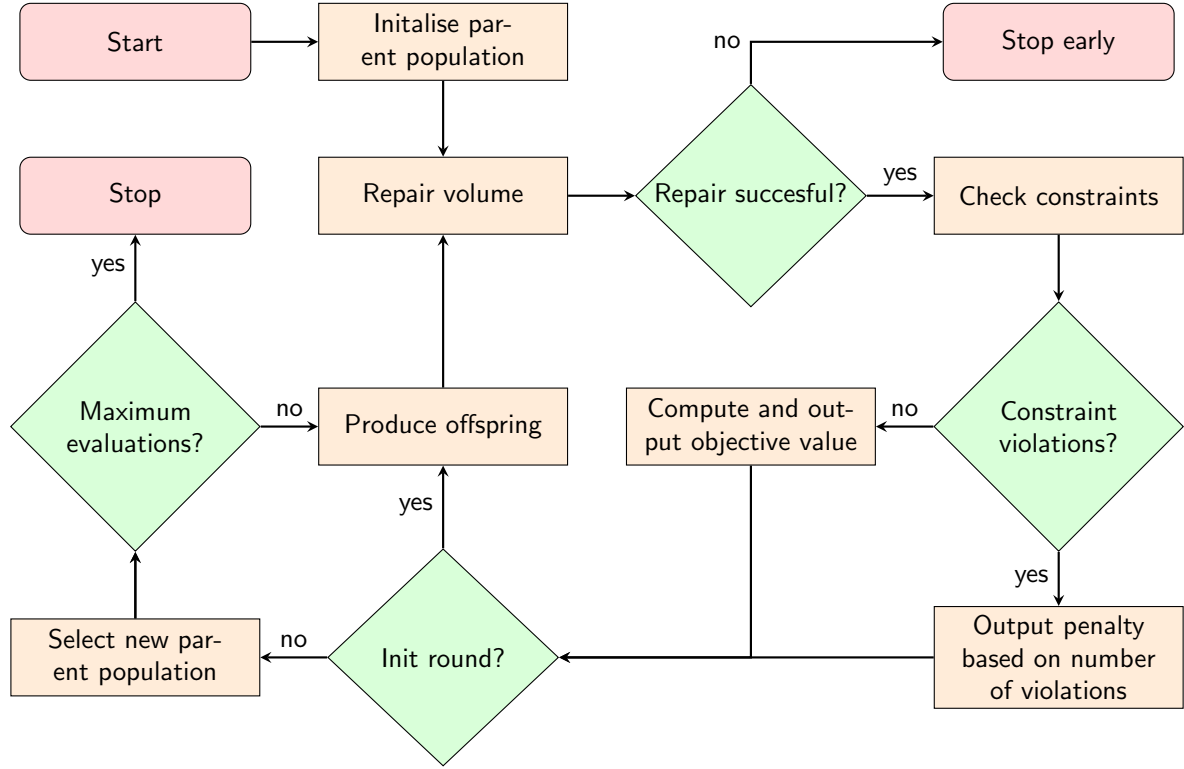 Start
Initalise par-
ent population
no
Stop early
Stop
Repair volume
Repair succesful?
yes
Check constraints
yes
Maximum
evaluations?
no
Produce offspring
Compute and out-
put objective value
no
Constraint
violations?
yes
yes
Select new par-
ent population
no
Init round?
Output penalty
based on number
of violations